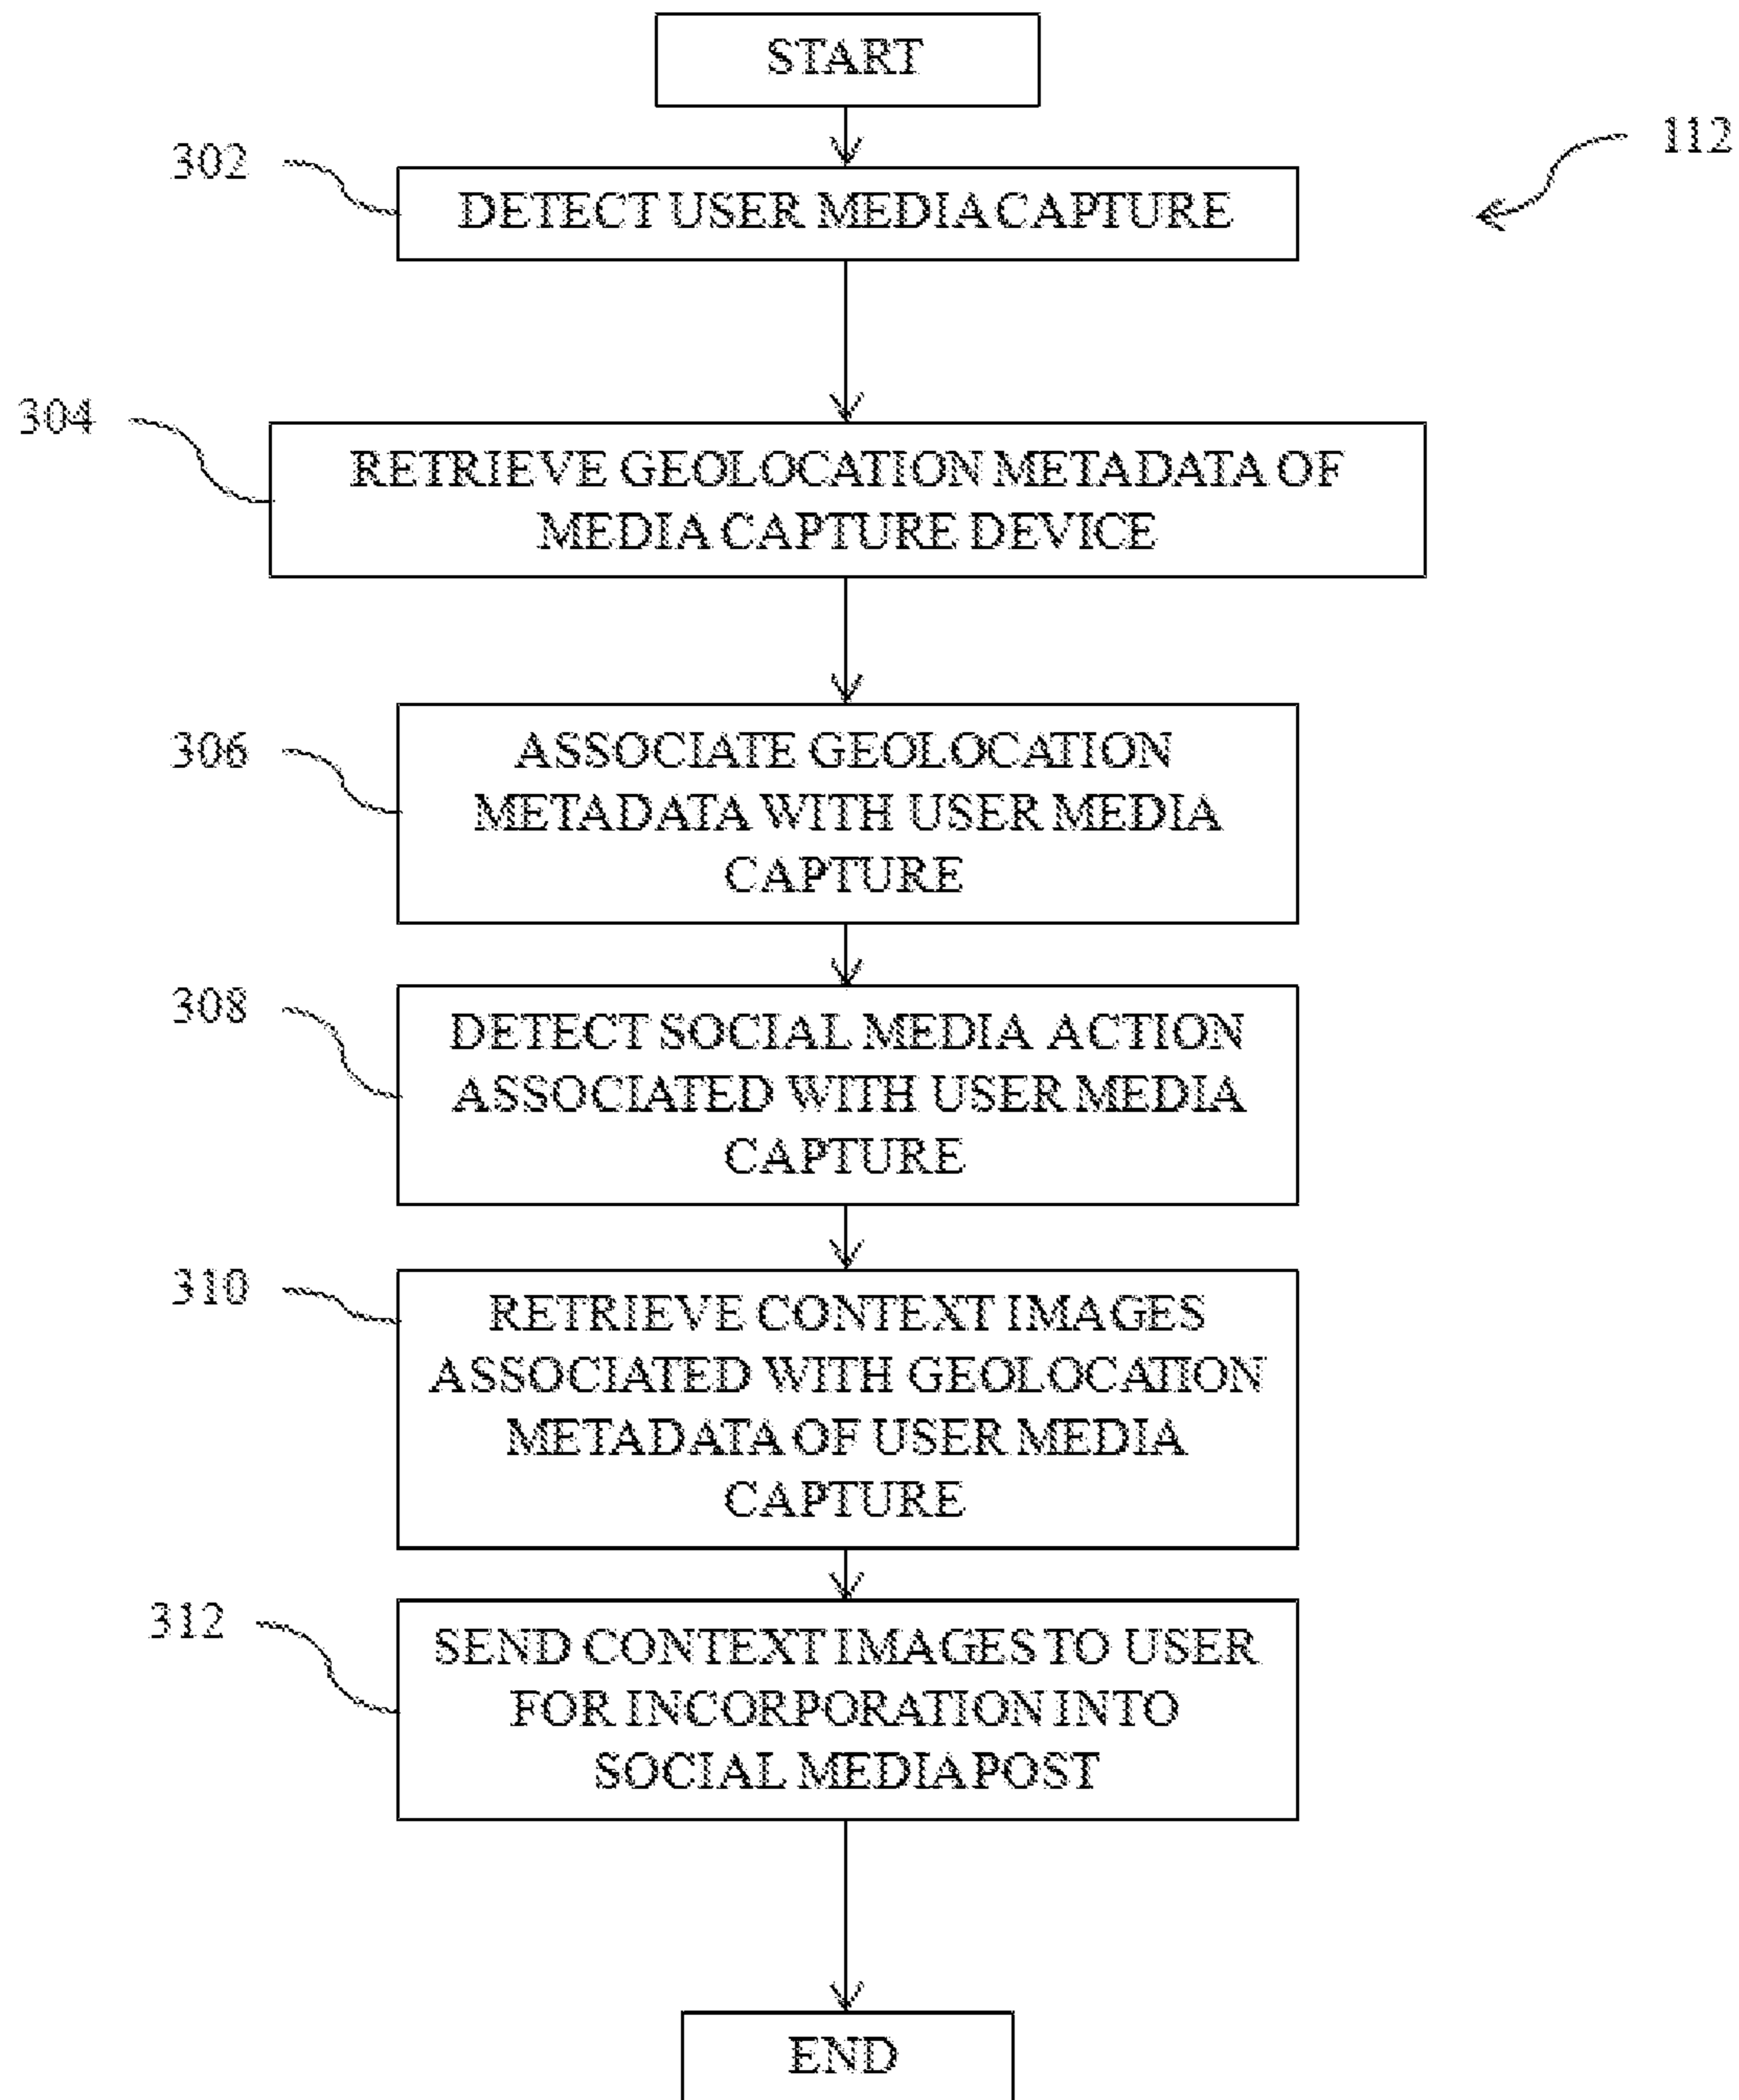 START
112
302
DETECT USER MEDIA CAPTURE
304
RETRIEVE GEOLOCATION METADATA OF
MEDIA CAPTURE DEVICE
306
ASSOCIATE GEOLOCATION
METADATA WITH USER MEDIA
CAPTURE
308
DETECT SOCIAL MEDIA ACTION
ASSOCIATED WITH USER MEDIA
CAPTURE
310
RETRIEVE CONTEXT IMAGES
ASSOCIATED WITH GEOLOCATION
METADATA OF USER MEDIA
CAPTURE
312
SEND CONTEXT IMAGES TO USER
FOR INCORPORATION INTO
SOCIAL MEDIA POST
END